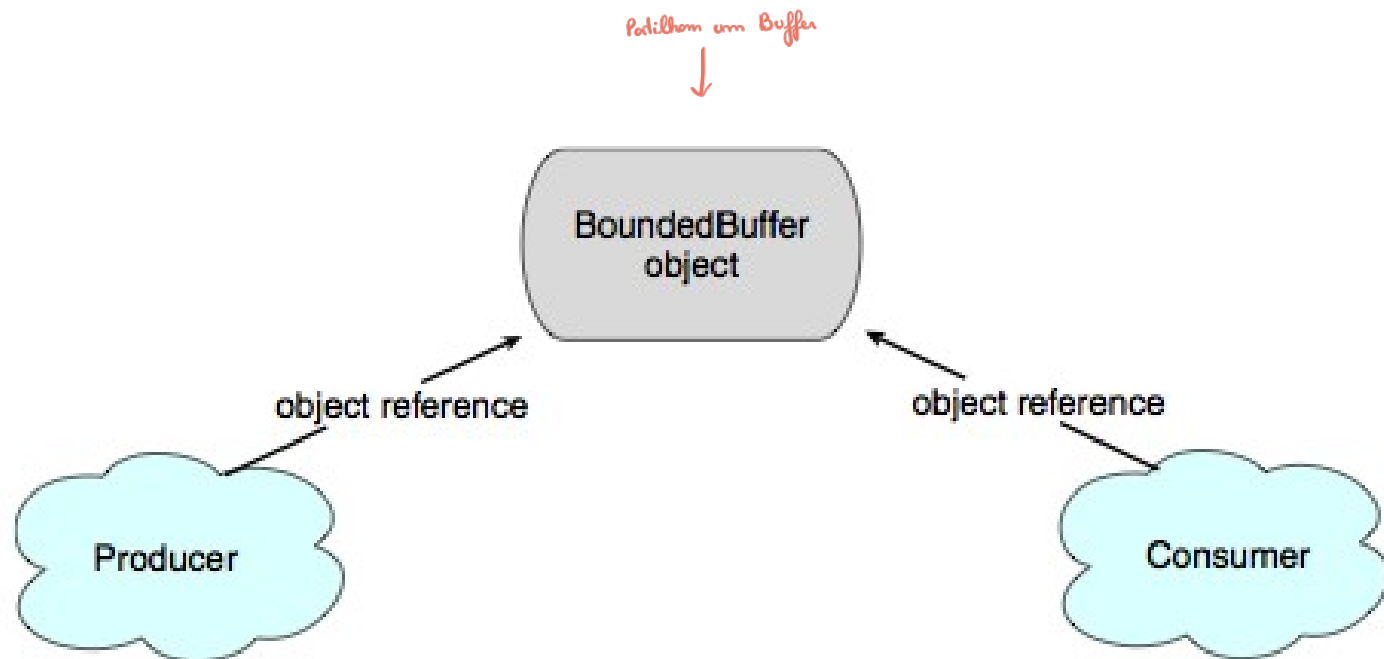 Partilham um Buffer
BoundedBuffer
object
object reference
object reference
Producer
Consumer